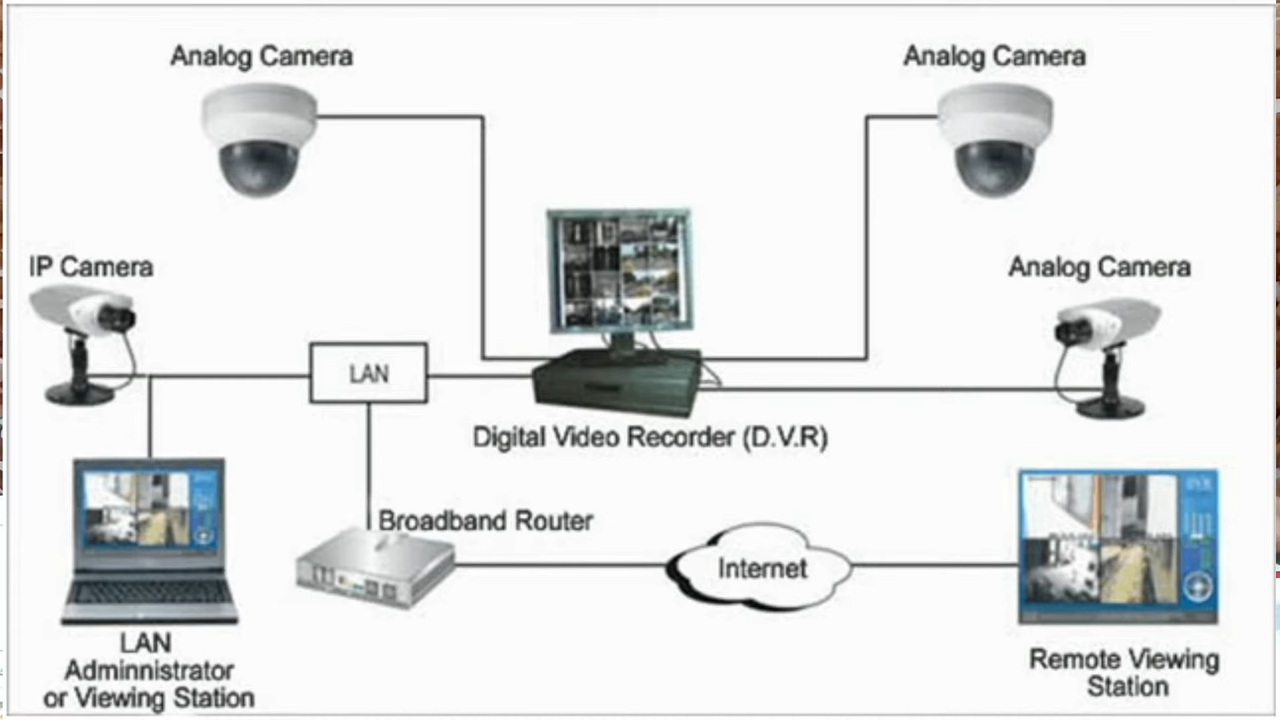 Analog Camera
Analog Camera
IP Camera
Analog Camera
LAN
Digital Video Recorder (D.V.R)
Broadband Router
Internet
LAN
Adminnistrator
or Viewing Station
Remote Viewing
Station